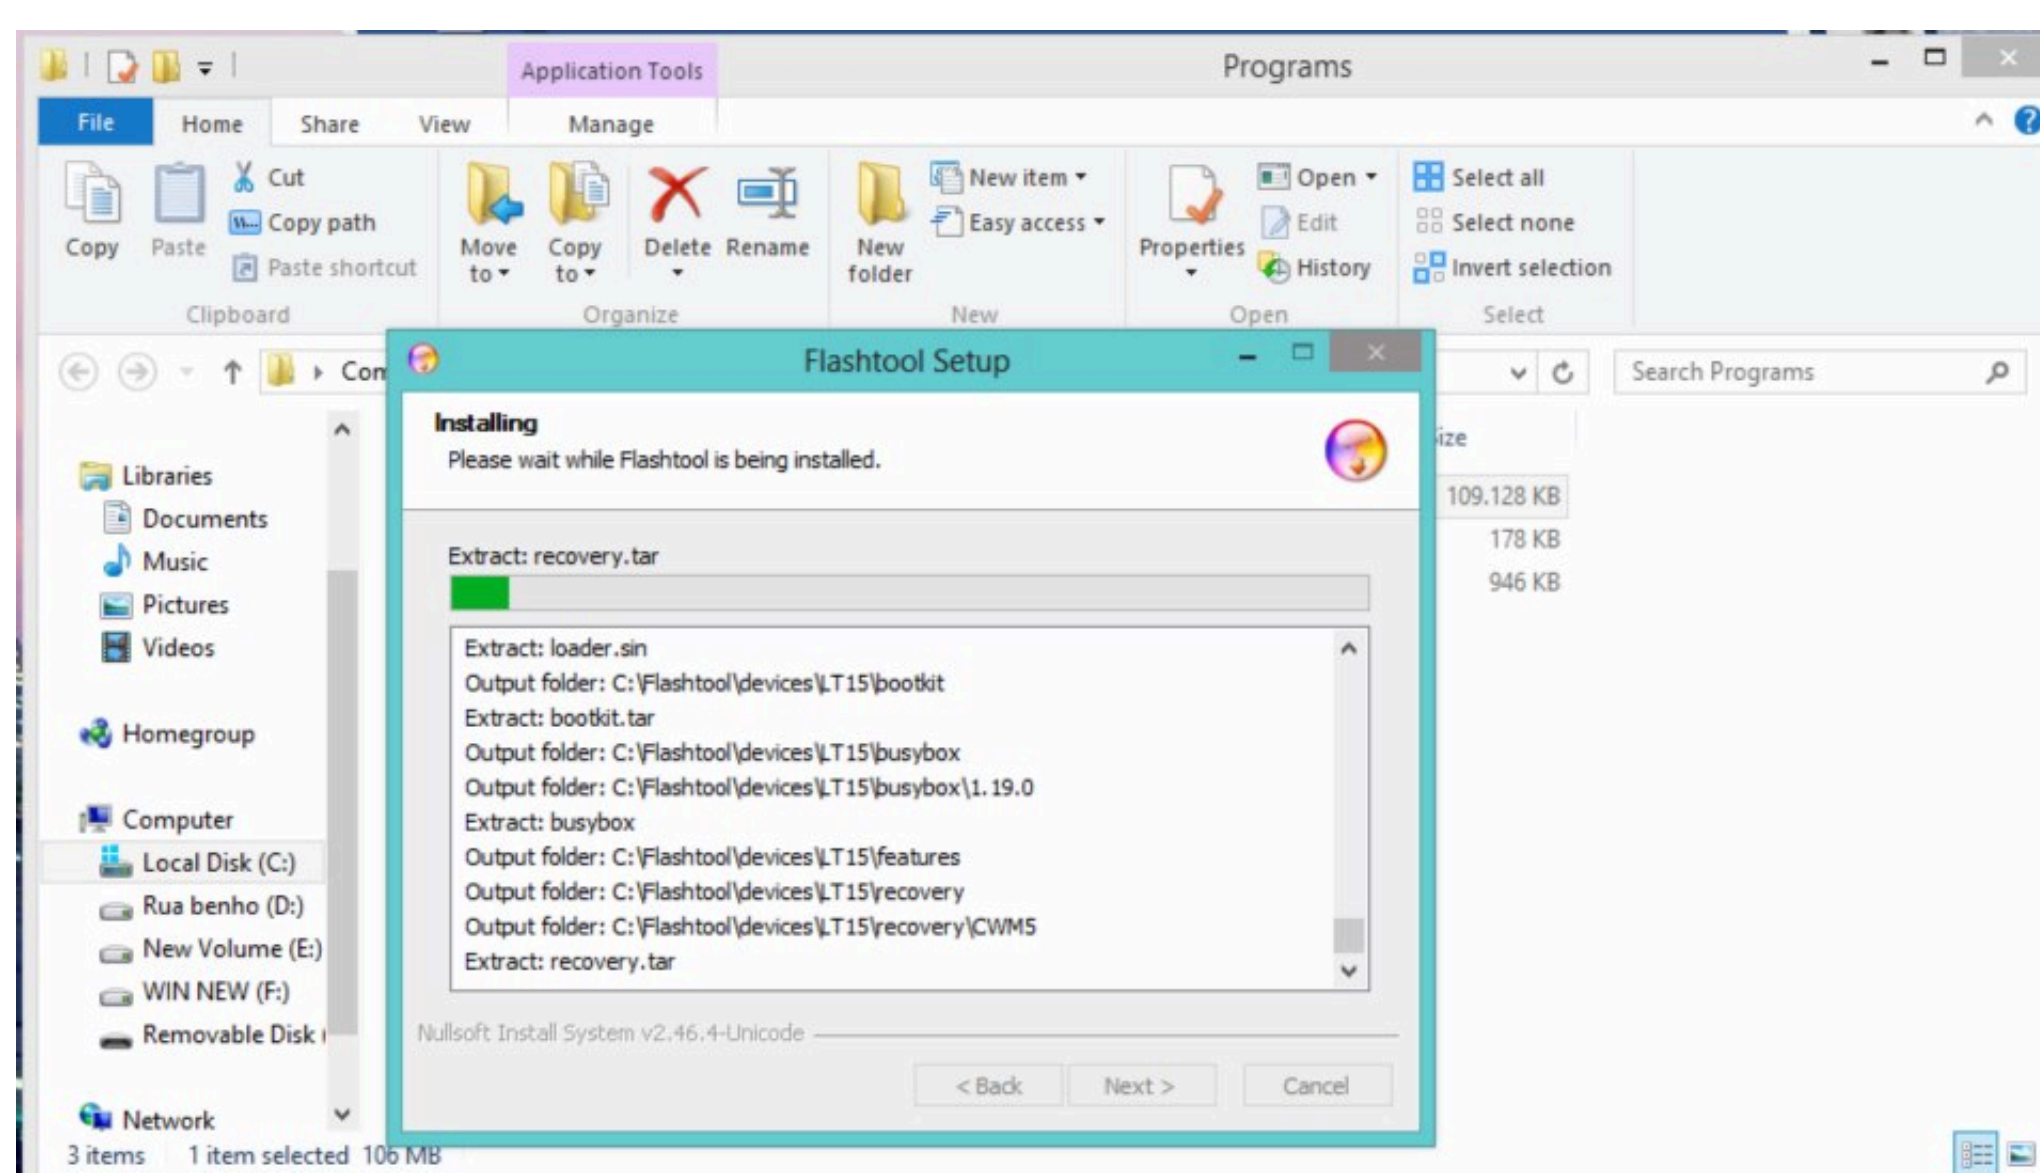 Application Tools
Programs
File
Home
Share
View
Manage
Copy
Paste
Cut
Copy path
Paste shortcut
Clipboard
Move to
Copy to
Delete
Rename
Organize
New folder
New item
Easy access
New
Properties
Open
Edit
History
Open
Select all
Select none
Invert selection
Select
Search Programs
Libraries
Documents
Music
Pictures
Videos
Homegroup
Computer
Local Disk (C:)
Rua benho (D:)
New Volume (E:)
WIN NEW (F:)
Removable Disk
Network
3 items
1 item selected 106 MB
109.128 KB
178 KB
946 KB
Flashtool Setup
Installing
Please wait while Flashtool is being installed.
Extract: recovery.tar
Extract: loader.sin
Output folder: C:\Flashtool\devices\LT15\bootkit
Extract: bootkit.tar
Output folder: C:\Flashtool\devices\LT15\busybox
Output folder: C:\Flashtool\devices\LT15\busybox\1.19.0
Extract: busybox
Output folder: C:\Flashtool\devices\LT15\features
Output folder: C:\Flashtool\devices\LT15\recovery
Output folder: C:\Flashtool\devices\LT15\recovery\CWM5
Extract: recovery.tar
Nullsoft Install System v2.46.4-Unicode
< Back
Next >
Cancel